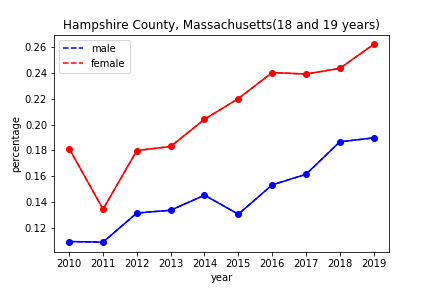 Hampshire County, Massachusetts(18 and 19 years)
male
female
percentage
0.26
0.24
0.22
0.20
0.18
0.16
0.14
0.12
2010 2011 2012 2013 2014 2015 2016 2017 2018 2019
year